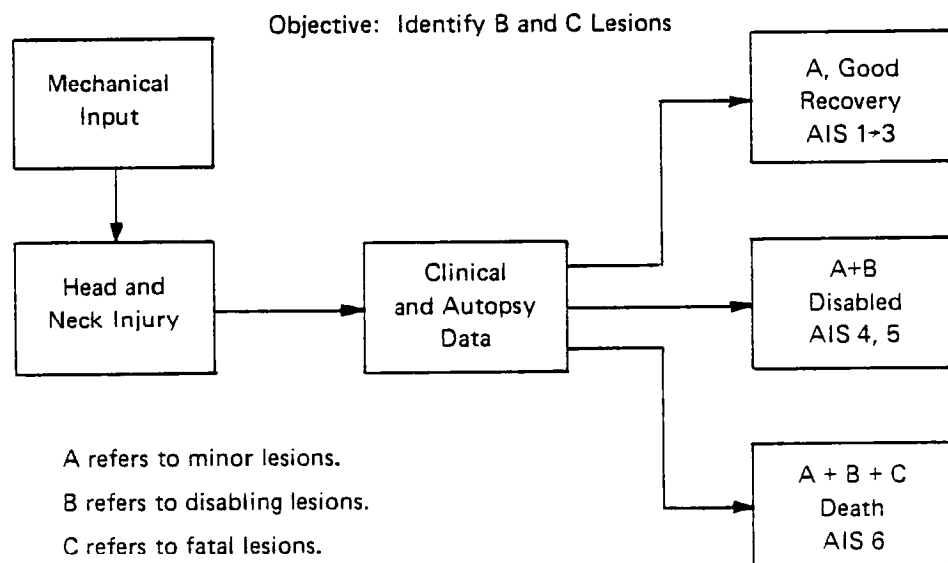 Objective: Identify B and C Lesions
Mechanical
Input
Head and
Neck Injury
Clinical
and Autopsy
Data
A, Good
Recovery
AIS 1→3
A+B
Disabled
AIS 4, 5
A + B + C
Death
AIS 6
A refers to minor lesions.
B refers to disabling lesions.
C refers to fatal lesions.